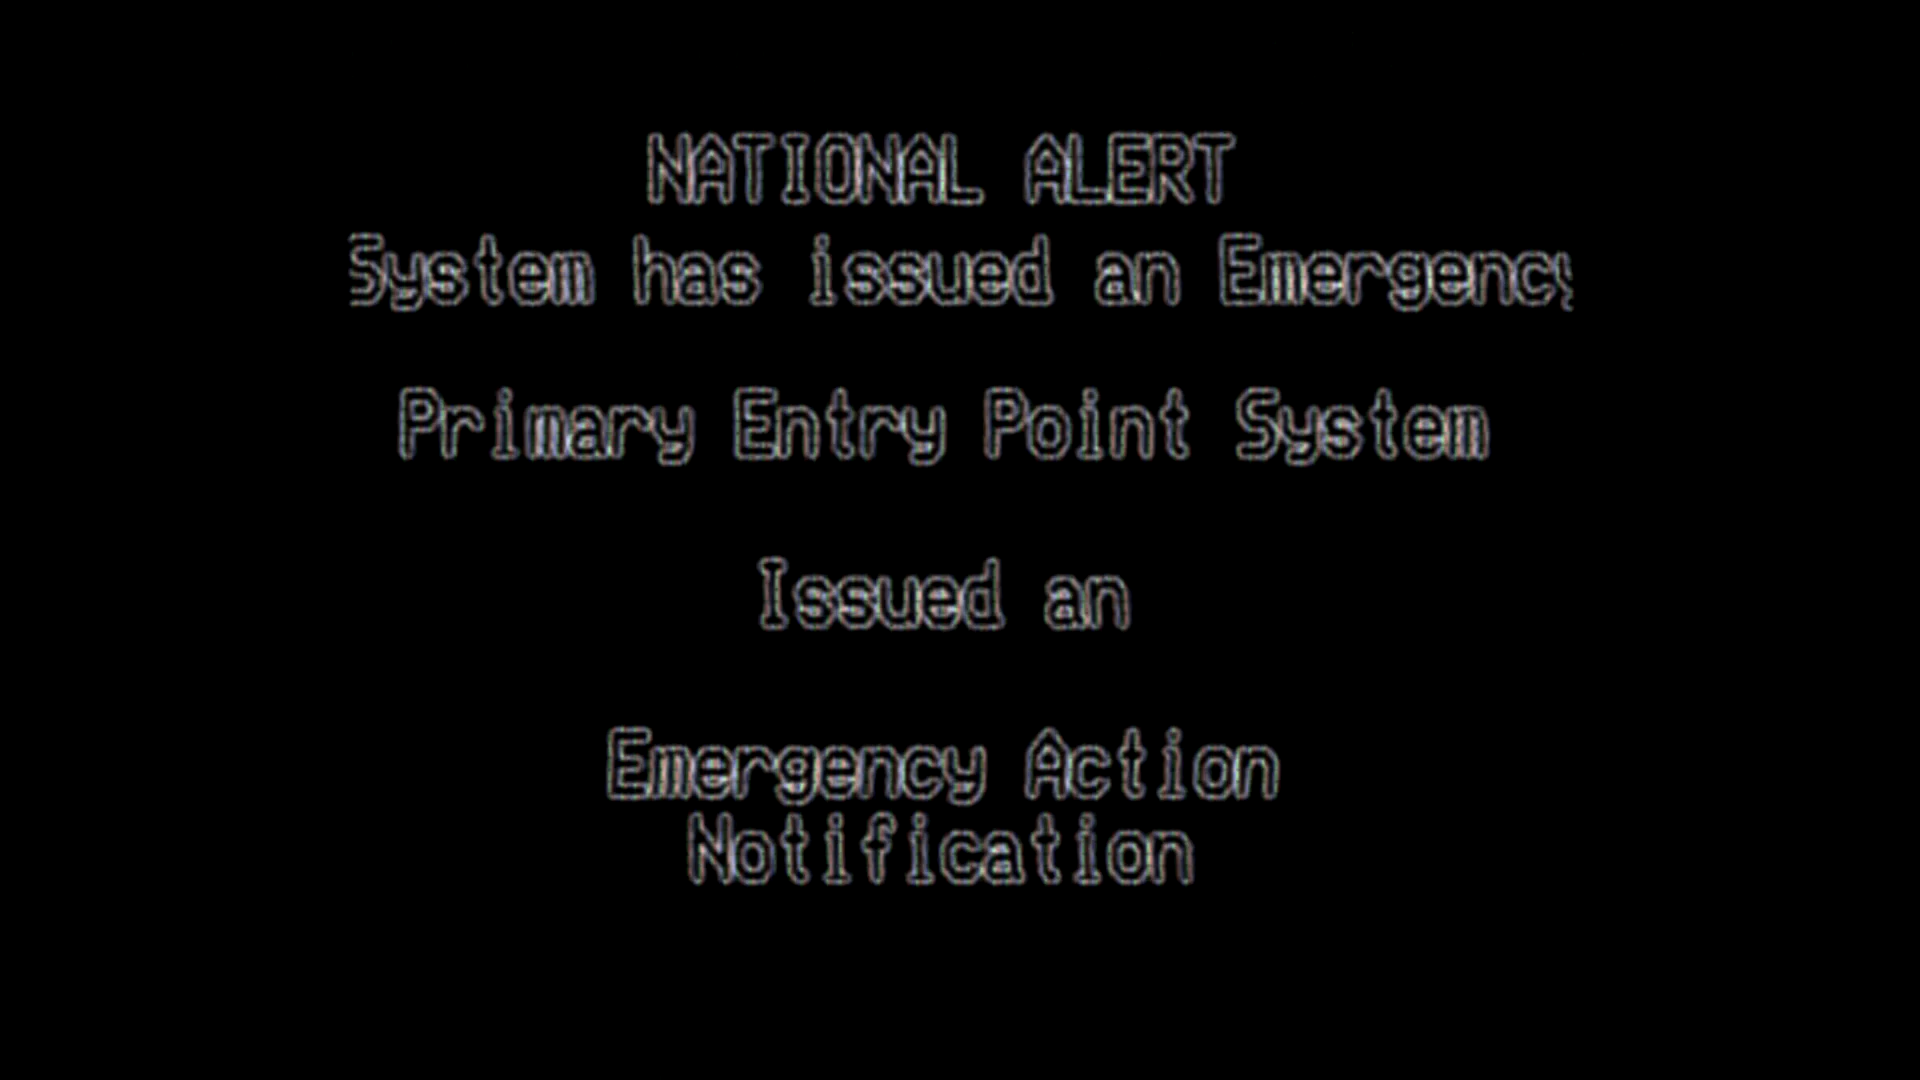 NATIONAL ALERT
System has issued an Emergency
Primary Entry Point System
Issued an
Emergency Action
Notification